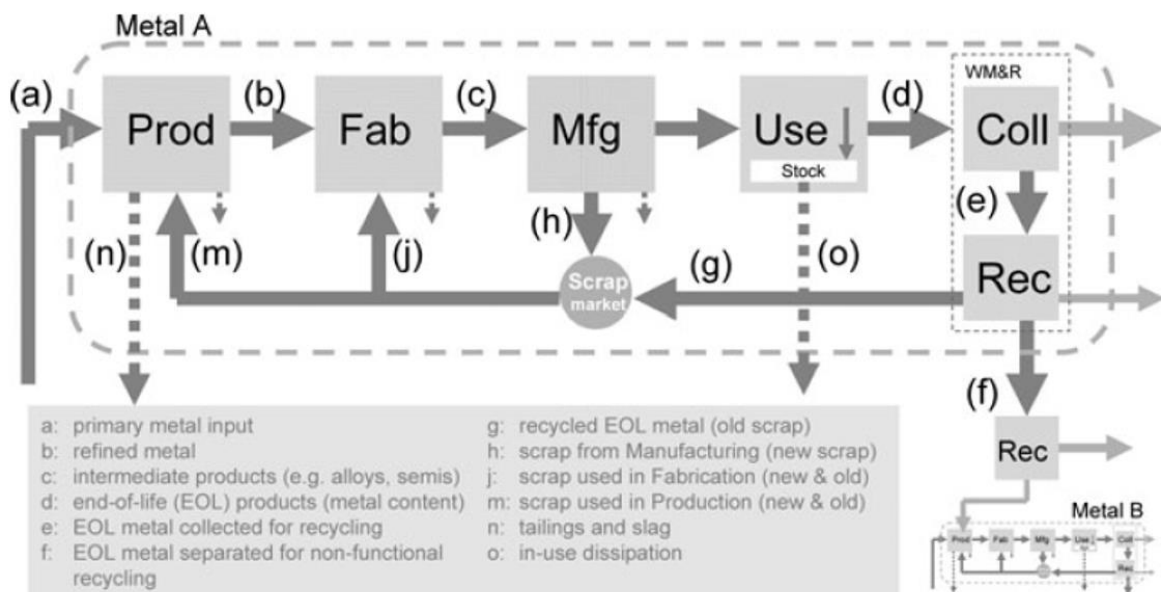 Metal A
(a)
Prod
(b)
Fab
(c)
Mfg
Use
Stock
(d)
WM&R
Coll
(e)
Rec
(n)
(m)
(j)
(h)
Scrap
market
(g)
(o)
(f)
Rec
a: primary metal input
b: refined metal
c: intermediate products (e.g. alloys, semis)
d: end-of-life (EOL) products (metal content)
e: EOL metal collected for recycling
f: EOL metal separated for non-functional
recycling
g: recycled EOL metal (old scrap)
h: scrap from Manufacturing (new scrap)
j: scrap used in Fabrication (new & old)
m: scrap used in Production (new & old)
n: tailings and slag
o: in-use dissipation
Metal B
Prod
Fab
Mfg
Use
Coll
Rec